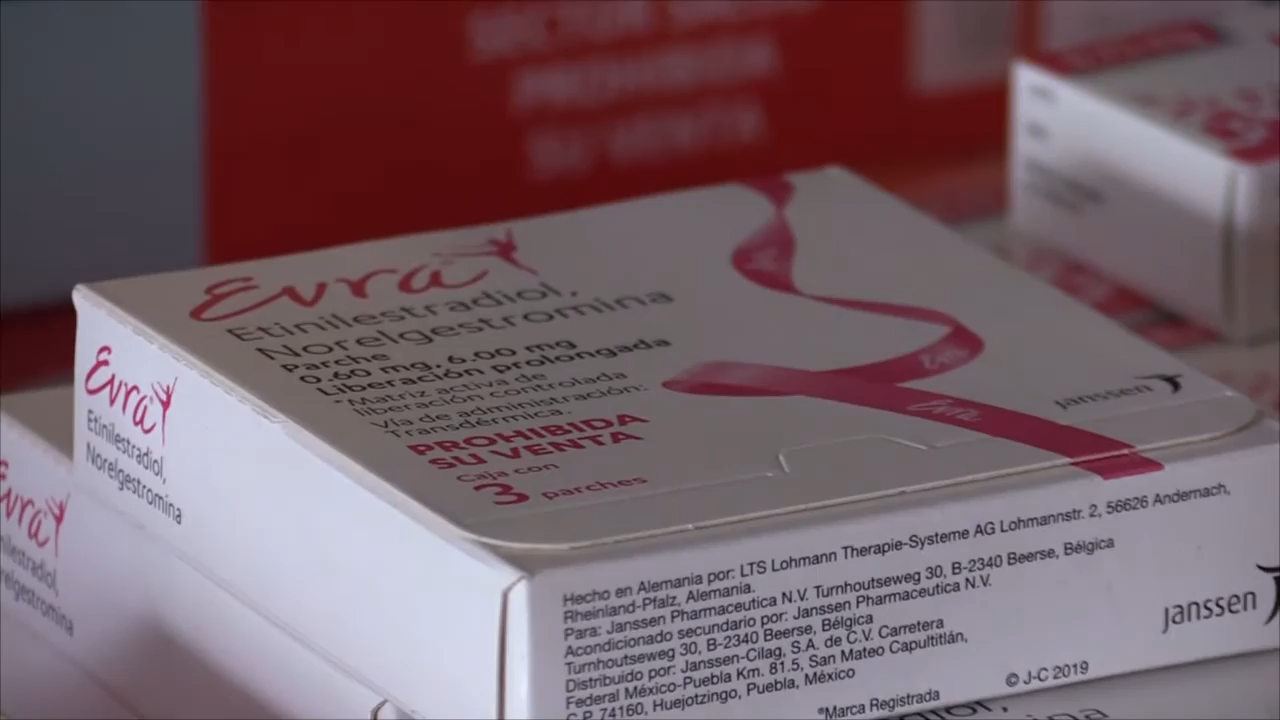 SECTOR
PROHIBIDA
SU VENTA
Evra
Etinilestradiol,
Norelgestromina
Parche
0.60 mg, 6.00 mg
Liberación prolongada
*Matriz activa de
liberación controlada
Vía de administración:
Transdérmica.
PROHIBIDA
SU VENTA
Caja con
3 parches
Evra
Janssen
Evra
Etinilestradiol,
Norelgestromina
Evra
Etinilestradiol,
Norelgestromina
Hecho en Alemania por: LTS Lohmann Therapie-Systeme AG Lohmannstr. 2, 56626 Andernach,
Rheinland-Pfalz, Alemania.
Para: Janssen Pharmaceutica N.V. Turnhoutseweg 30, B-2340 Beerse, Bélgica
Acondicionado secundario por: Janssen Pharmaceutica N.V.
Turnhoutseweg 30, B-2340 Beerse, Bélgica
Distribuido por: Janssen-Cilag, S.A. de C.V. Carretera
Federal México-Puebla Km. 81.5, San Mateo Capultitlán,
C.P. 74160, Huejotzingo, Puebla, México
®Marca Registrada
© J-C 2019
Janssen